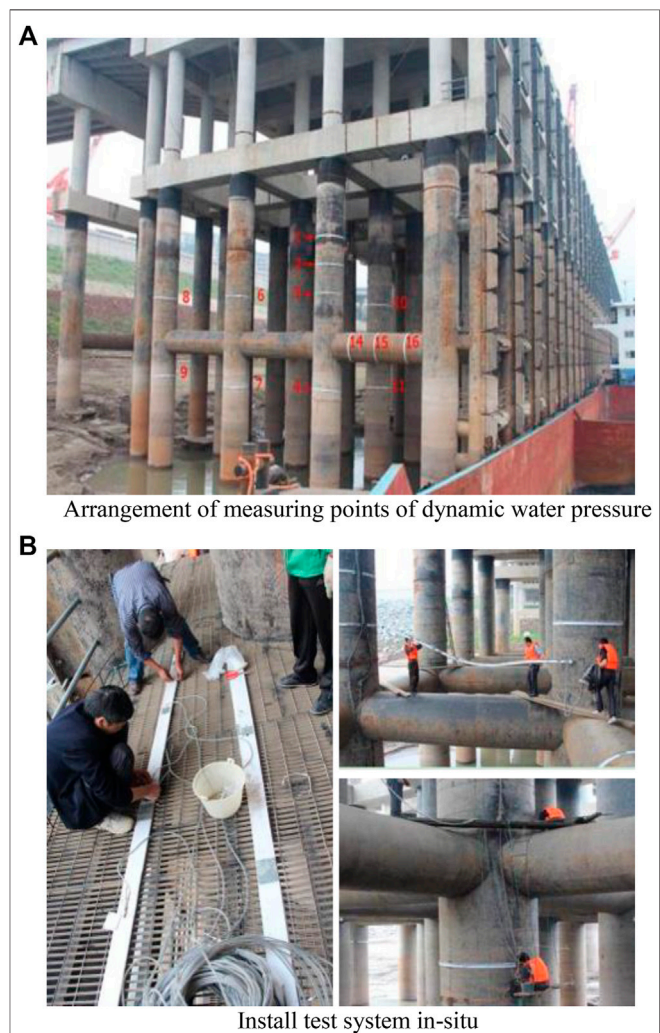 A
8
6
10
14 15 16
9
7
11
Arrangement of measuring points of dynamic water pressure
B
Install test system in-situ